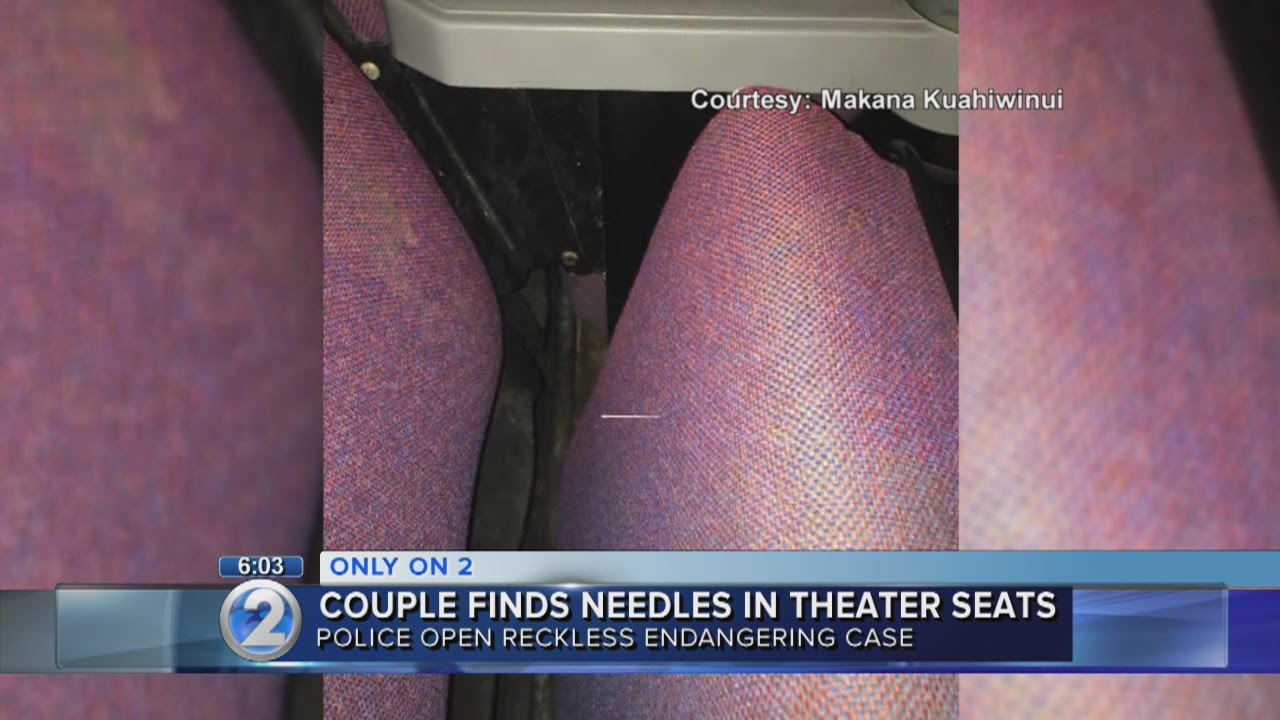 Courtesy: Makana Kuahiwinui
6:03
ONLY ON 2
2
COUPLE FINDS NEEDLES IN THEATER SEATS
POLICE OPEN RECKLESS ENDANGERING CASE